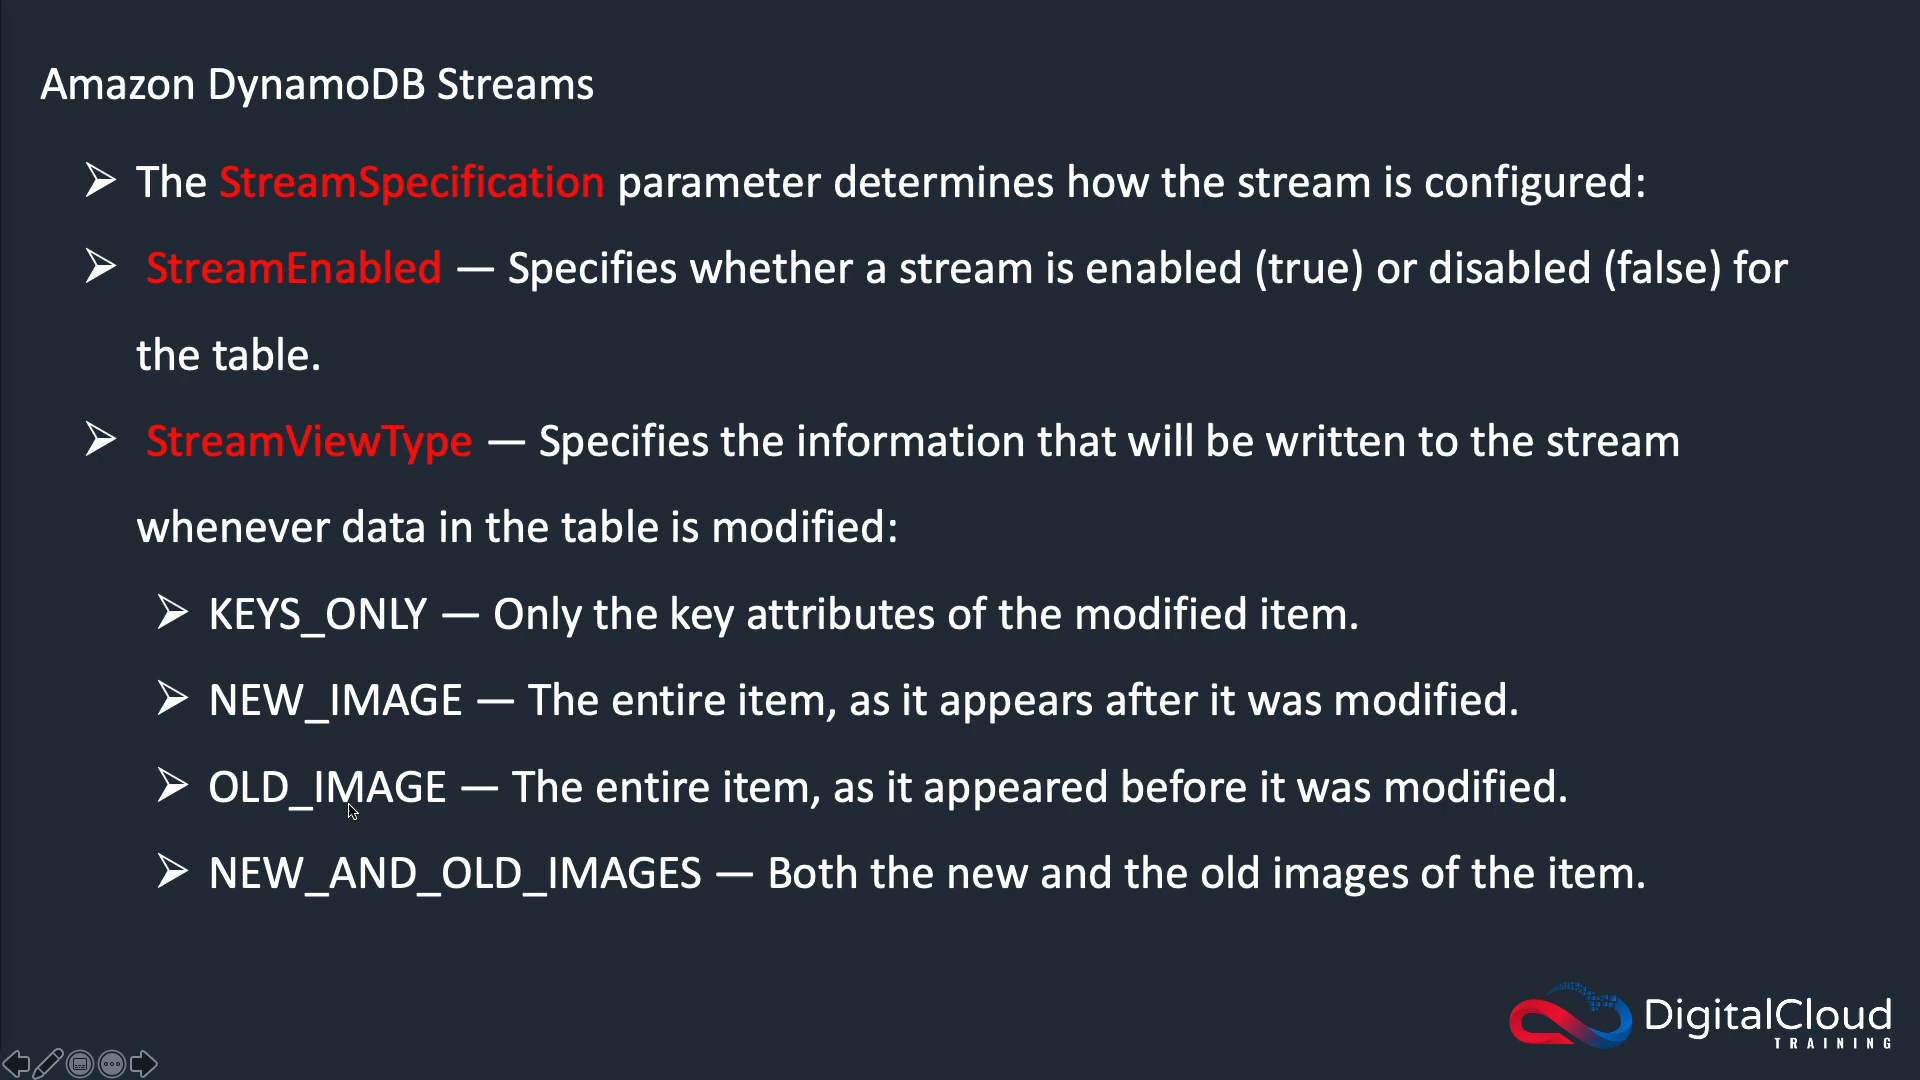 Amazon DynamoDB Streams
➢ The StreamSpecification parameter determines how the stream is configured:
➢ StreamEnabled — Specifies whether a stream is enabled (true) or disabled (false) for
the table.
➢ StreamViewType — Specifies the information that will be written to the stream
whenever data in the table is modified:
➢ KEYS_ONLY — Only the key attributes of the modified item.
➢ NEW_IMAGE — The entire item, as it appears after it was modified.
➢ OLD_IMAGE — The entire item, as it appeared before it was modified.
➢ NEW_AND_OLD_IMAGES — Both the new and the old images of the item.
DigitalCloud
TRAINING